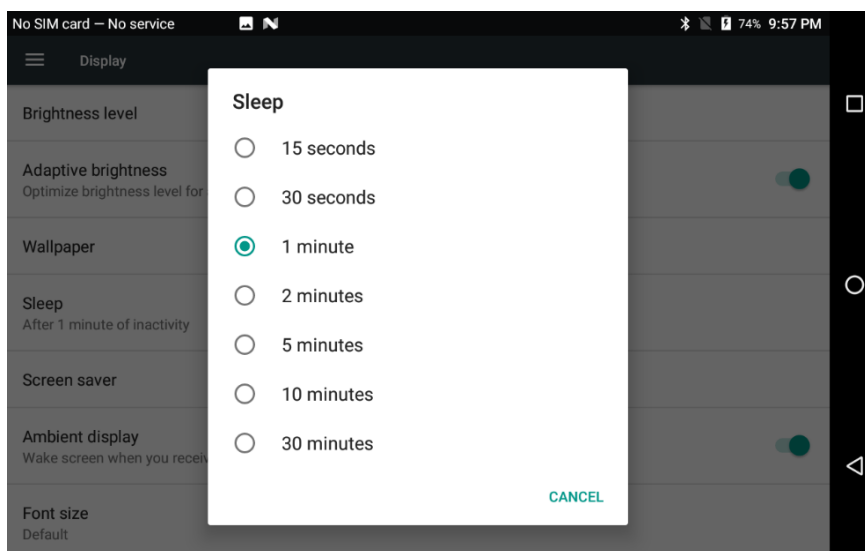 No SIM card — No service
74% 9:57 PM
Display
Brightness level
Adaptive brightness
Optimize brightness level for
Wallpaper
Sleep
After 1 minute of inactivity
Screen saver
Ambient display
Wake screen when you receiv
Font size
Default
Sleep
15 seconds
30 seconds
1 minute
2 minutes
5 minutes
10 minutes
30 minutes
CANCEL